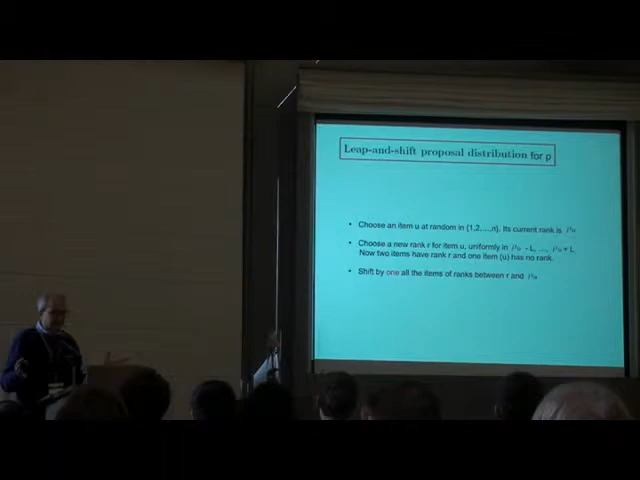 Leap-and-shift proposal distribution for ρ
• Choose an item u at random in {1,2,...,n}. Its current rank is ρu
• Choose a new rank r for item u, uniformly in ρu - L, ..., ρu + L
Now two items have rank r and one item (u) has no rank.
• Shift by one all the items of ranks between r and ρu